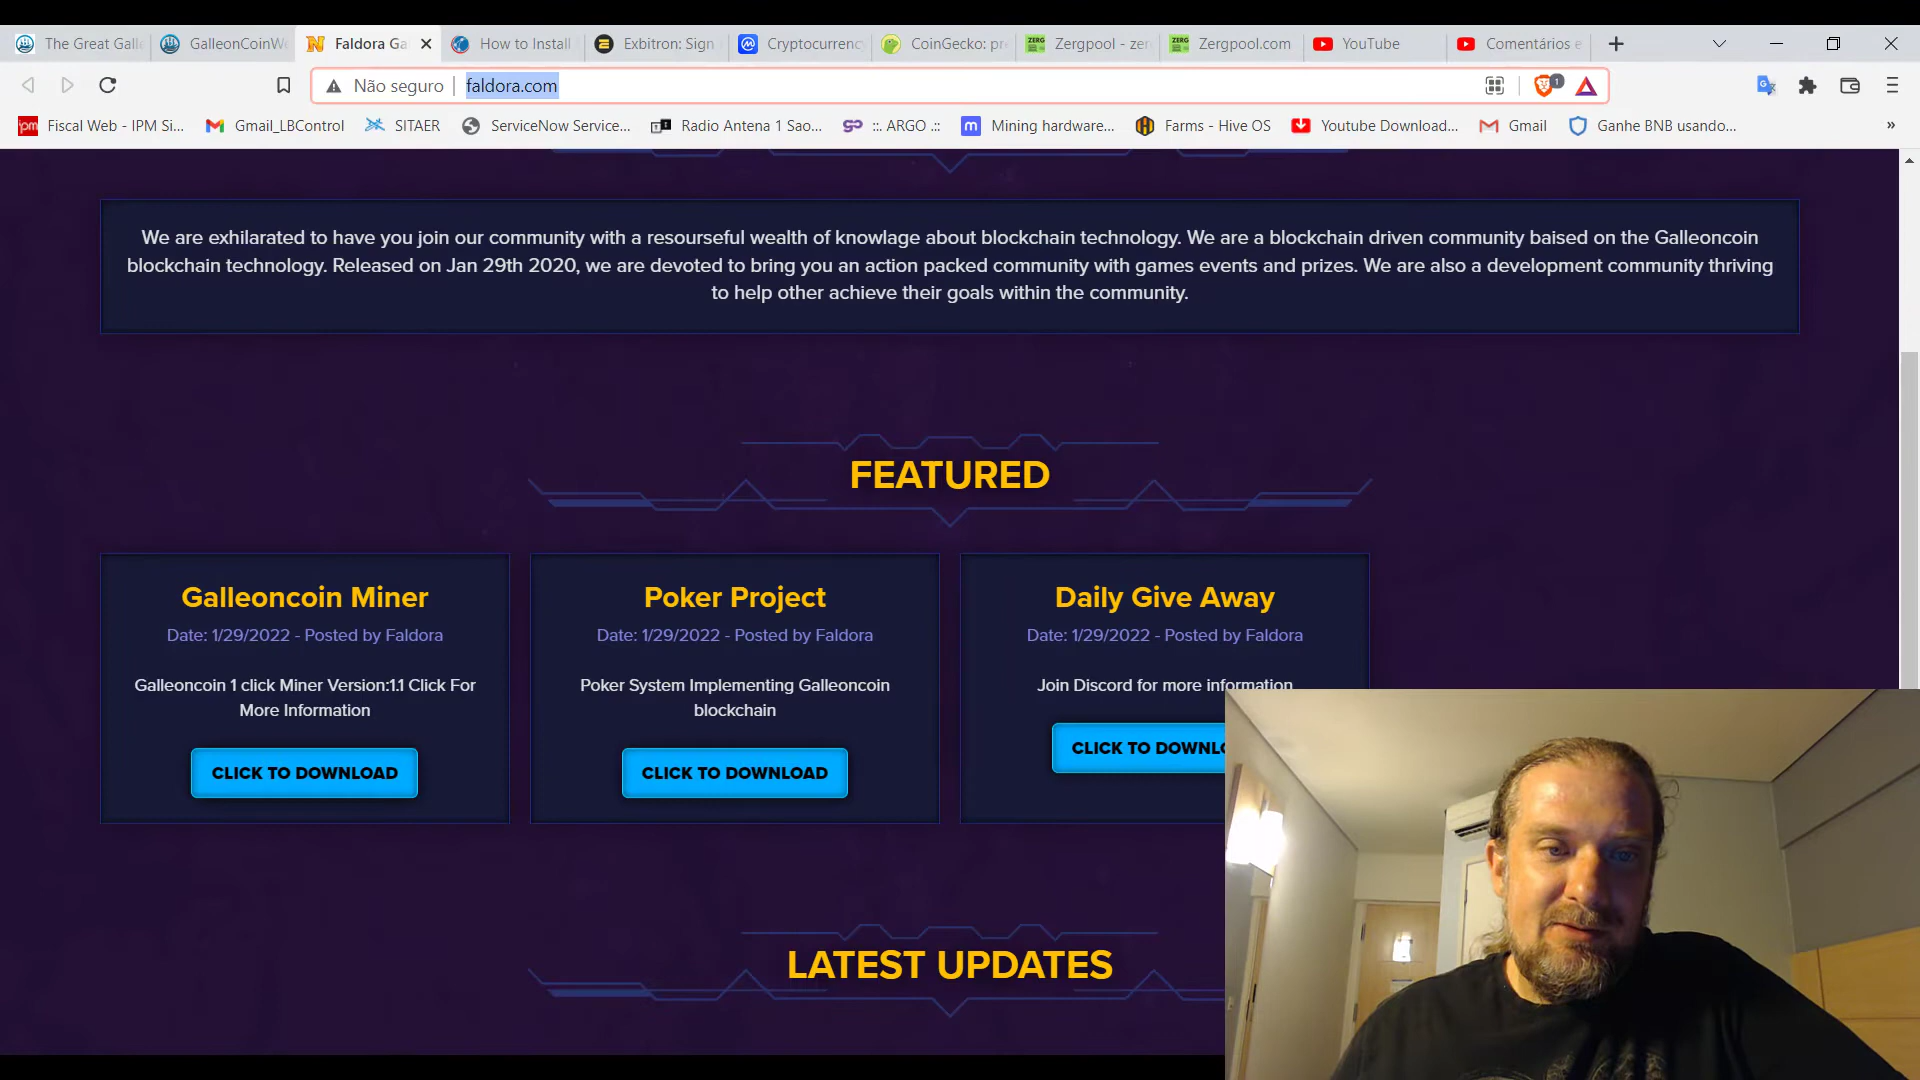 The Great Galle
GalleonCoinWe
Faldora Ga
How to Install
Exbitron: Sign
Cryptocurrenc
CoinGecko: pr
Zergpool - zer
Zergpool.com
YouTube
Comentários e
Não seguro
faldora.com
1
Fiscal Web - IPM Si...
Gmail_LBControl
SITAER
ServiceNow Service...
Radio Antena 1 Sao...
::. ARGO .::
Mining hardware...
Farms - Hive OS
Youtube Download...
Gmail
Ganhe BNB usando...
»
We are exhilarated to have you join our community with a resourseful wealth of knowlage about blockchain technology. We are a blockchain driven community baised on the Galleoncoin
blockchain technology. Released on Jan 29th 2020, we are devoted to bring you an action packed community with games events and prizes. We are also a development community thriving
to help other achieve their goals within the community.
FEATURED
Galleoncoin Miner
Date: 1/29/2022 - Posted by Faldora
Galleoncoin 1 click Miner Version:1.1 Click For
More Information
CLICK TO DOWNLOAD
Poker Project
Date: 1/29/2022 - Posted by Faldora
Poker System Implementing Galleoncoin
blockchain
CLICK TO DOWNLOAD
Daily Give Away
Date: 1/29/2022 - Posted by Faldora
Join Discord for more information
CLICK TO DOWNLO
LATEST UPDATES